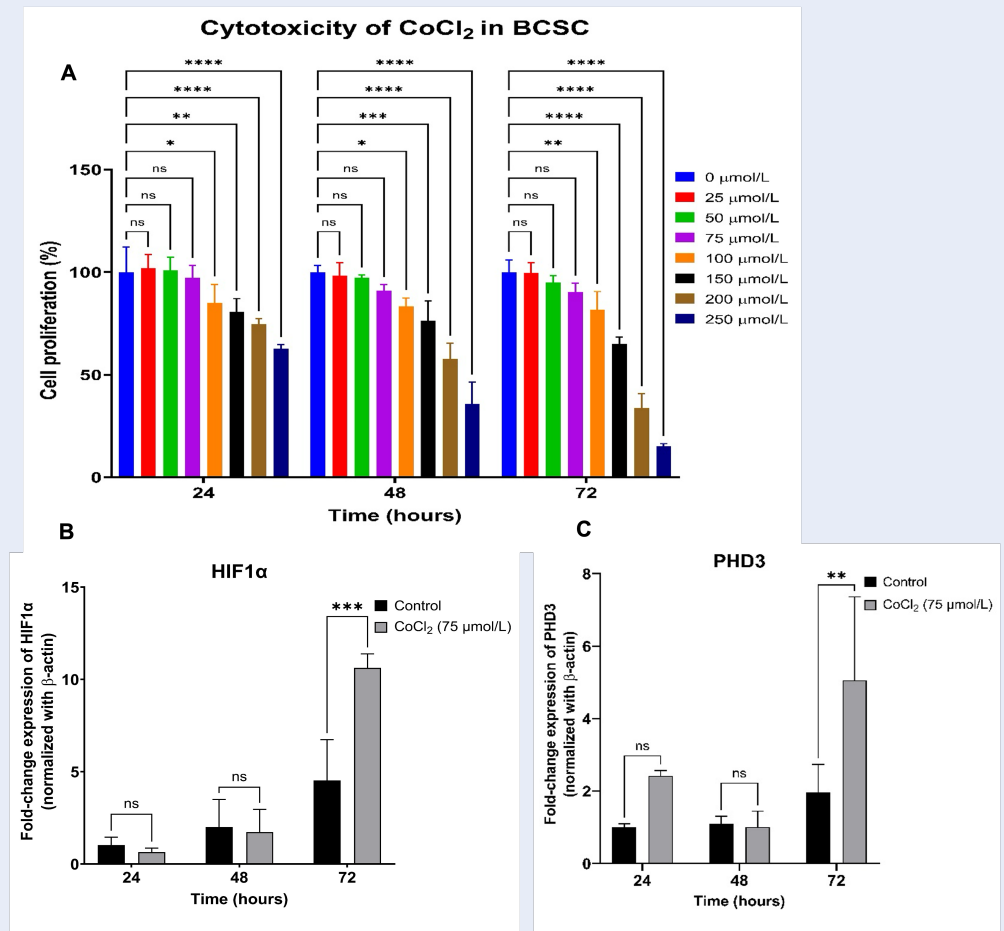 Cytotoxicity of CoCl₂ in BCSC
A
**** **** ****
**** **** ****
** *** ****
* * **
ns ns ns
ns ns ns
ns ns ns
150
100
50
0
Cell proliferation (%)
24 48 72
Time (hours)
0 μmol/L
25 μmol/L
50 μmol/L
75 μmol/L
100 μmol/L
150 μmol/L
200 μmol/L
250 μmol/L
B
HIF1α
15
10
5
0
Fold-change expression of HIF1α
(normalized with β-actin)
Control
CoCl₂ (75 μmol/L)
ns
ns
***
24 48 72
Time (hours)
C
PHD3
8
6
4
2
0
Fold-change expression of PHD3
(normalized with β-actin)
Control
CoCl₂ (75 μmol/L)
ns
ns
**
24 48 72
Time (hours)